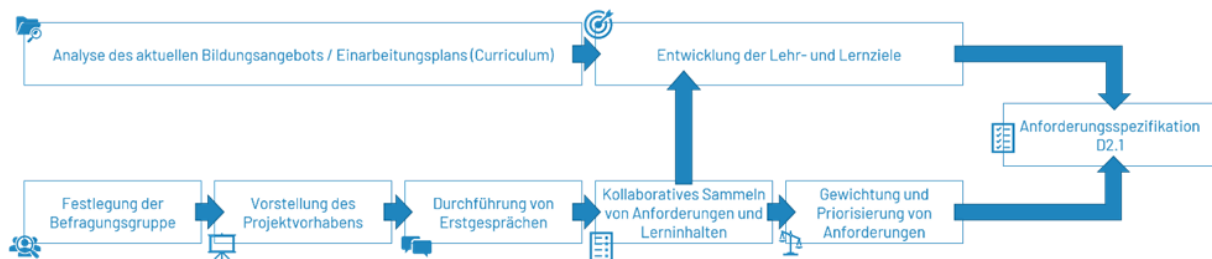 Analyse des aktuellen Bildungsangebots / Einarbeitungsplans (Curriculum)
Entwicklung der Lehr- und Lernziele
Anforderungsspezifikation
D2.1
Festlegung der
Befragungsgruppe
Vorstellung des
Projektvorhabens
Durchführung von
Erstgesprächen
Kollaboratives Sammeln
von Anforderungen und
Lerninhalten
Gewichtung und
Priorisierung von
Anforderungen